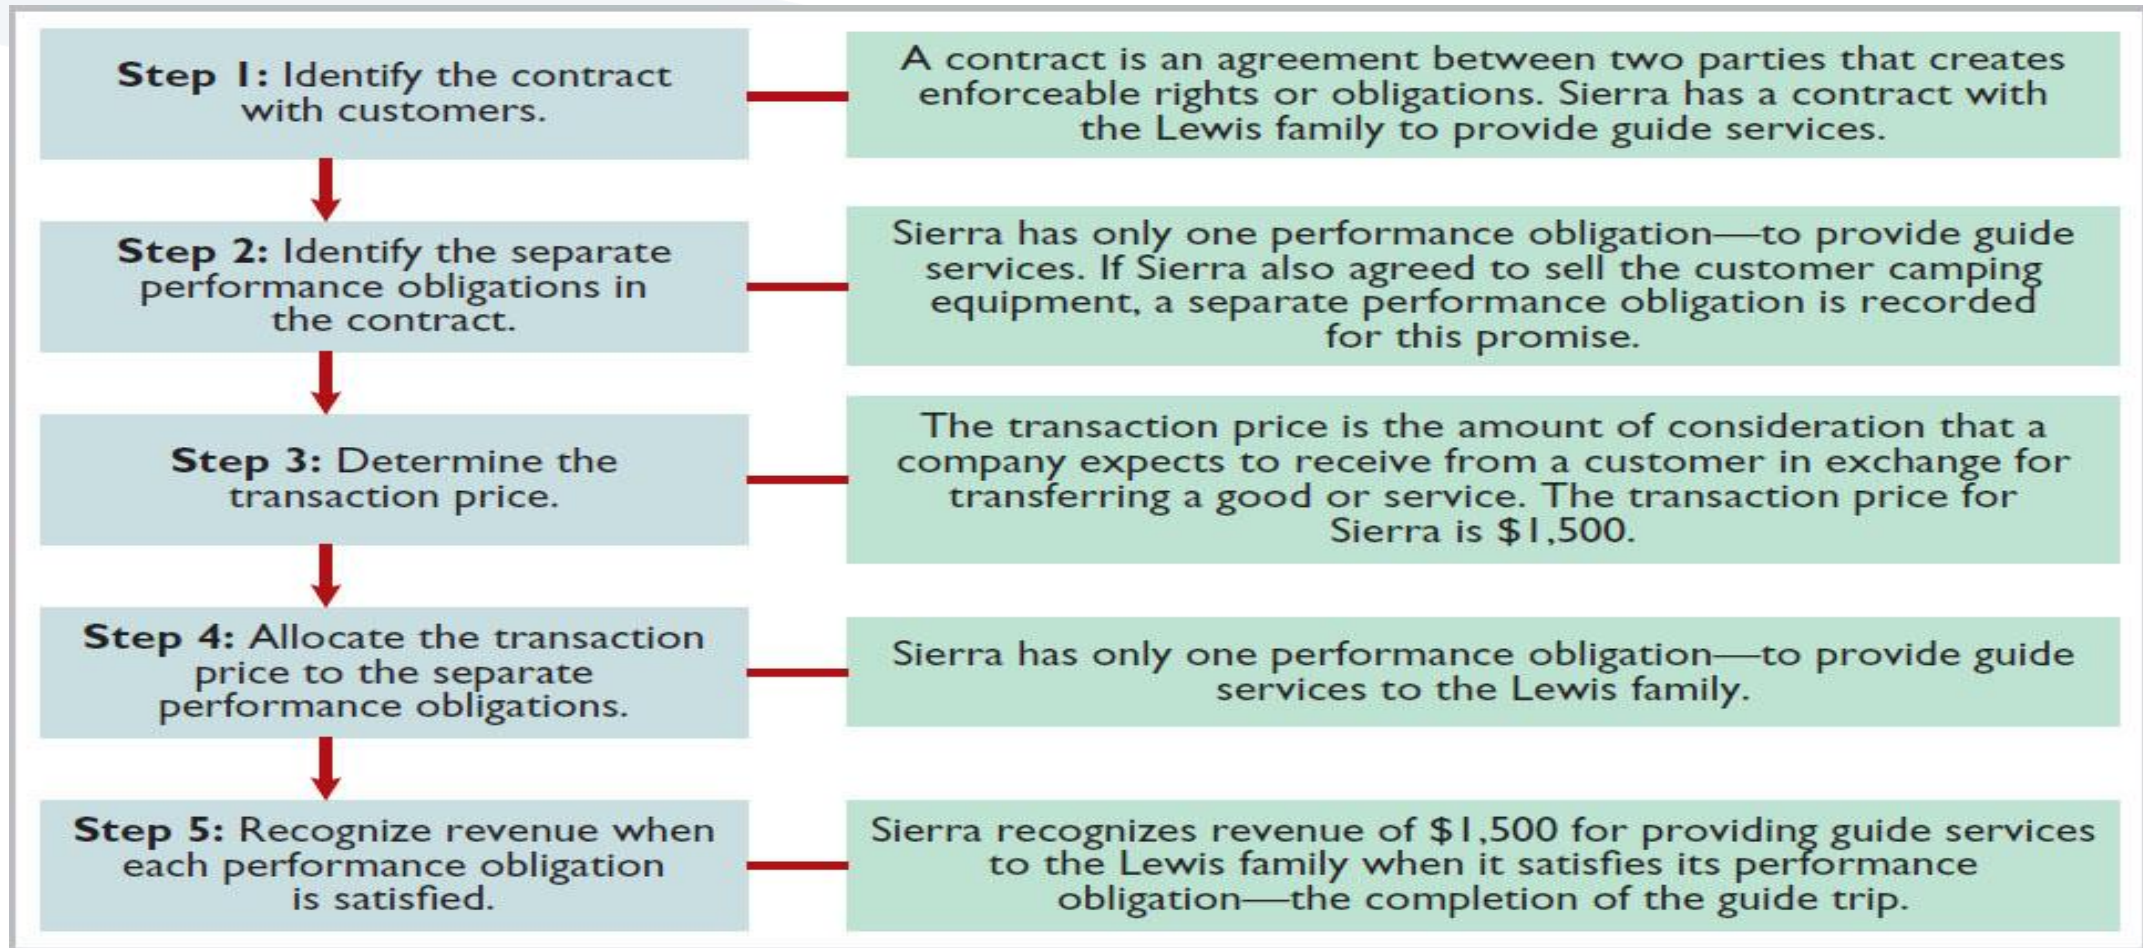 Step 1: Identify the contract
with customers.
A contract is an agreement between two parties that creates
enforceable rights or obligations. Sierra has a contract with
the Lewis family to provide guide services.
Step 2: Identify the separate
performance obligations in
the contract.
Sierra has only one performance obligation—to provide guide
services. If Sierra also agreed to sell the customer camping
equipment, a separate performance obligation is recorded
for this promise.
Step 3: Determine the
transaction price.
The transaction price is the amount of consideration that a
company expects to receive from a customer in exchange for
transferring a good or service. The transaction price for
Sierra is $1,500.
Step 4: Allocate the transaction
price to the separate
performance obligations.
Sierra has only one performance obligation—to provide guide
services to the Lewis family.
Step 5: Recognize revenue when
each performance obligation
is satisfied.
Sierra recognizes revenue of $1,500 for providing guide services
to the Lewis family when it satisfies its performance
obligation—the completion of the guide trip.